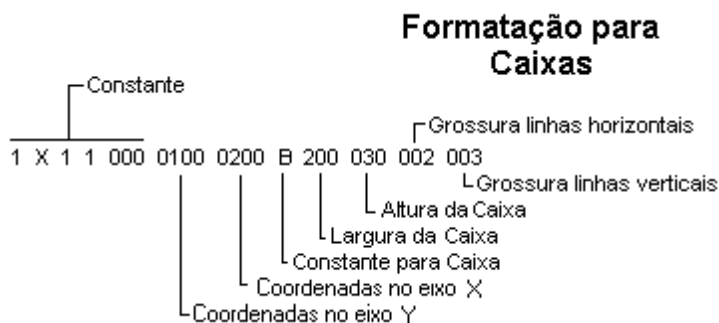 Formatação para
Caixas
Constante
Grossura linhas horizontais
1 X 1 1 000 0100 0200 B 200 030 002 003
Grossura linhas verticais
Altura da Caixa
Largura da Caixa
Constante para Caixa
Coordenadas no eixo X
Coordenadas no eixo Y